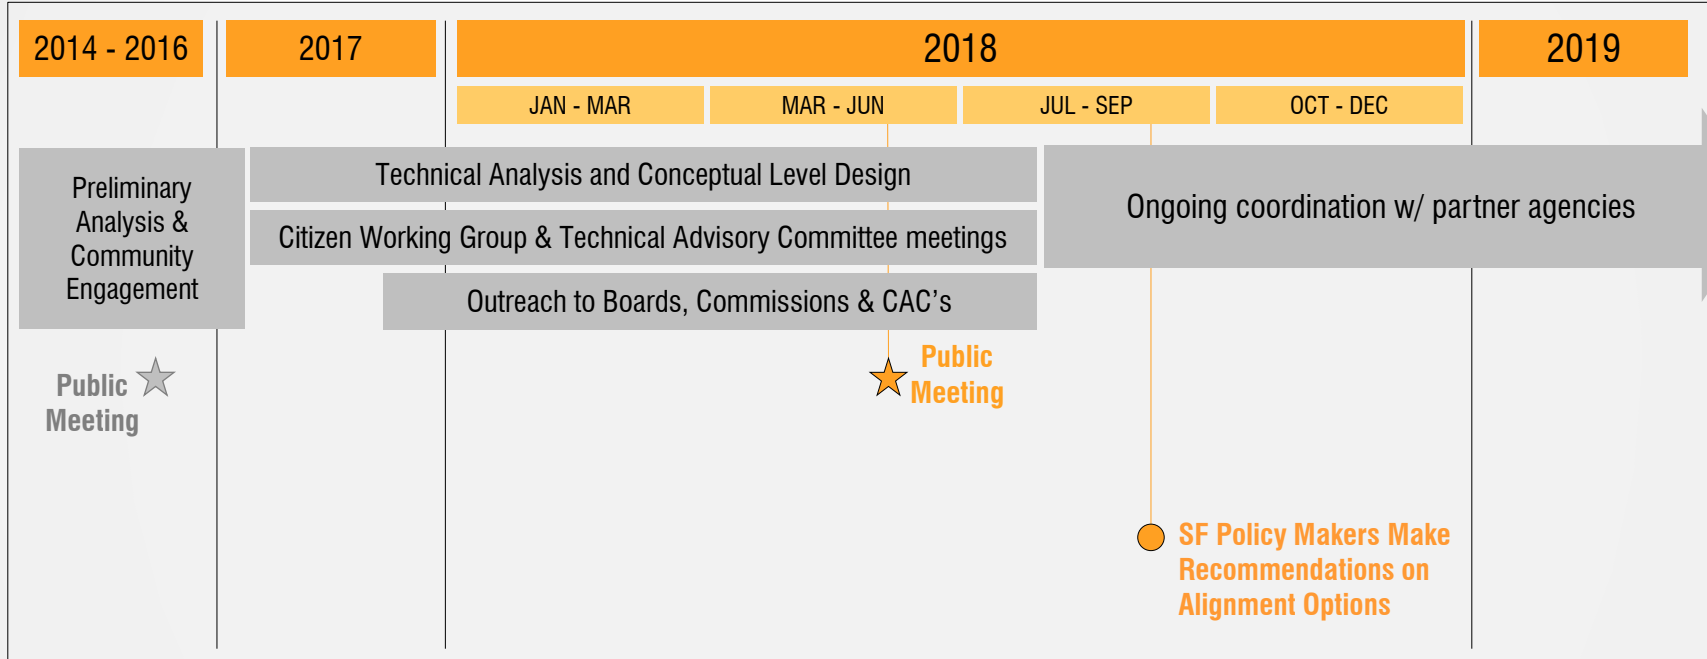 2014 - 2016
2017
2018
2019
JAN - MAR
MAR - JUN
JUL - SEP
OCT - DEC
Preliminary
Analysis &
Community
Engagement
Technical Analysis and Conceptual Level Design
Citizen Working Group & Technical Advisory Committee meetings
Outreach to Boards, Commissions & CAC's
Ongoing coordination w/ partner agencies
Public
Meeting
Public
Meeting
SF Policy Makers Make
Recommendations on
Alignment Options